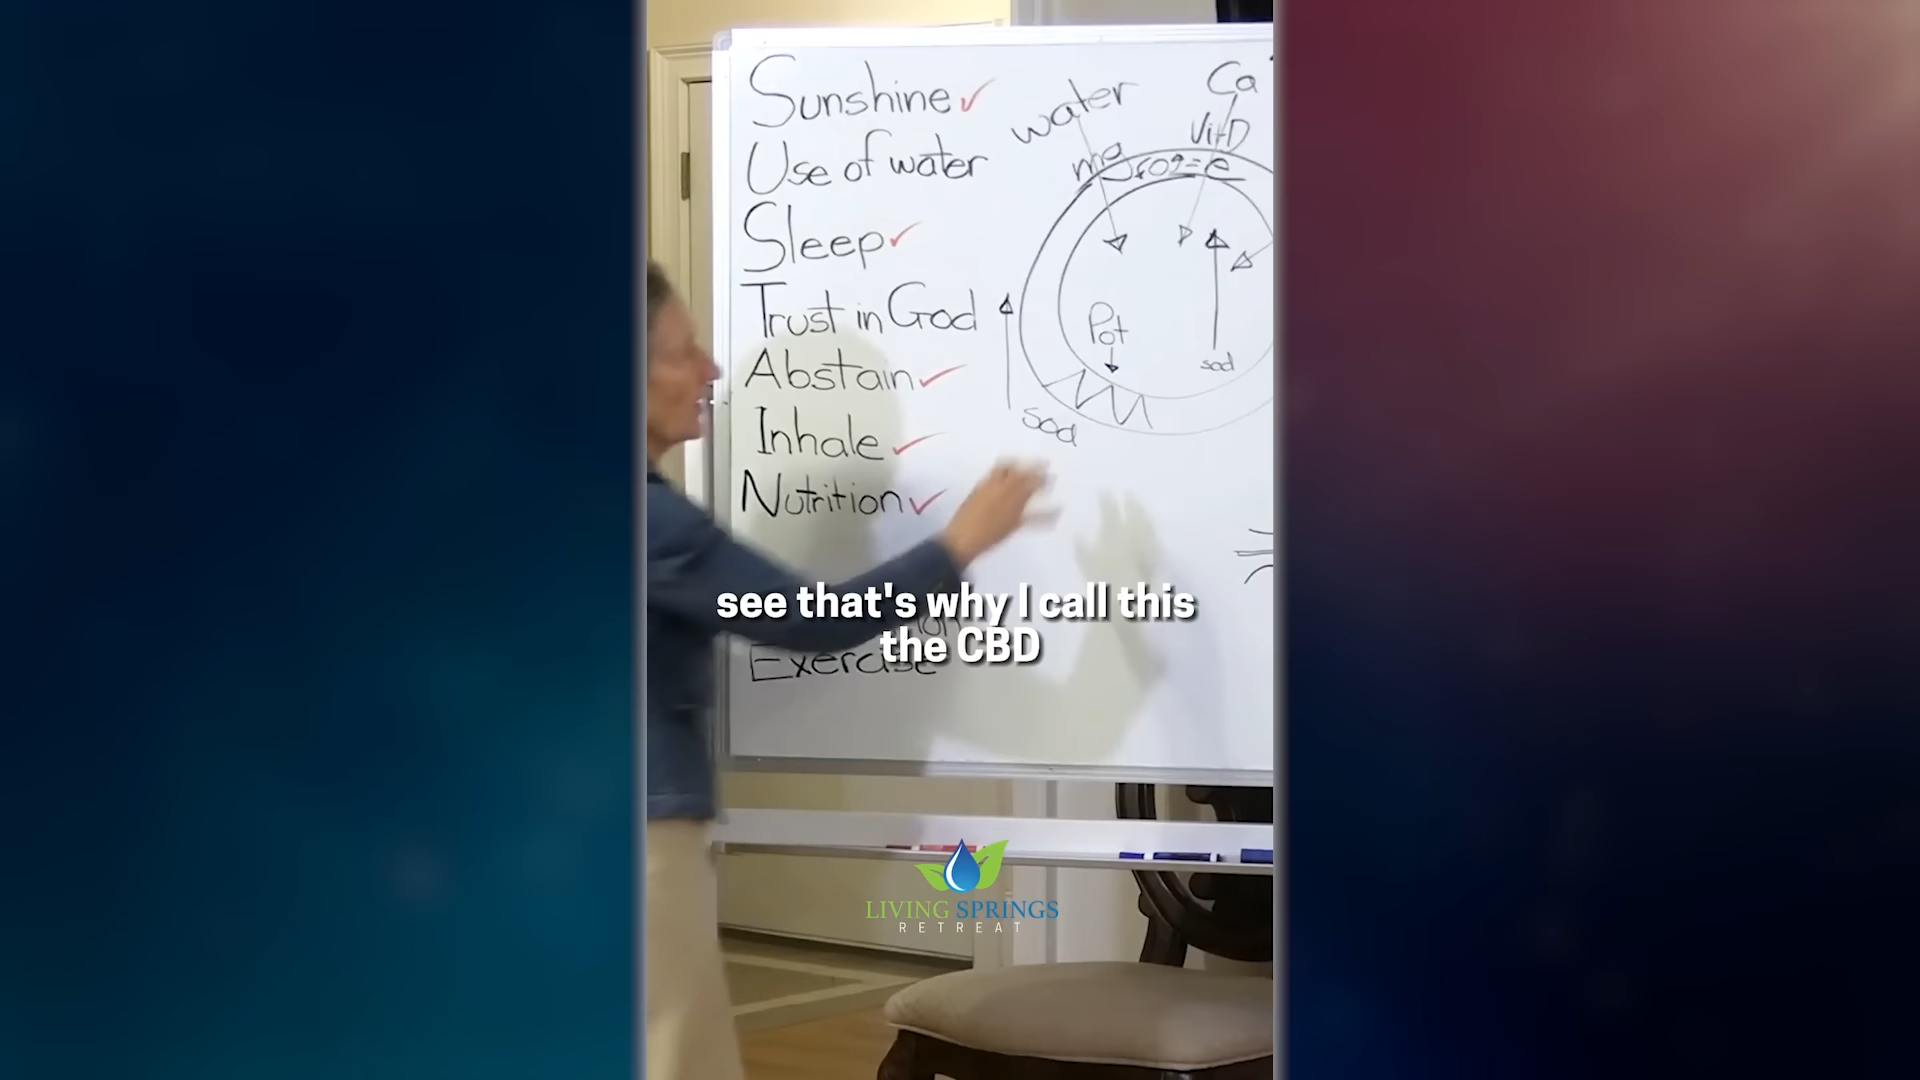 Sunshine ✓
Use of water
Sleep ✓
Trust in God
Abstain ✓
Inhale ✓
Nutrition ✓
Exercise
water
Ca
Vit D
mg
Pot
sod
sod
see that's why I call this
the CBD
LIVING SPRINGS
RETREAT